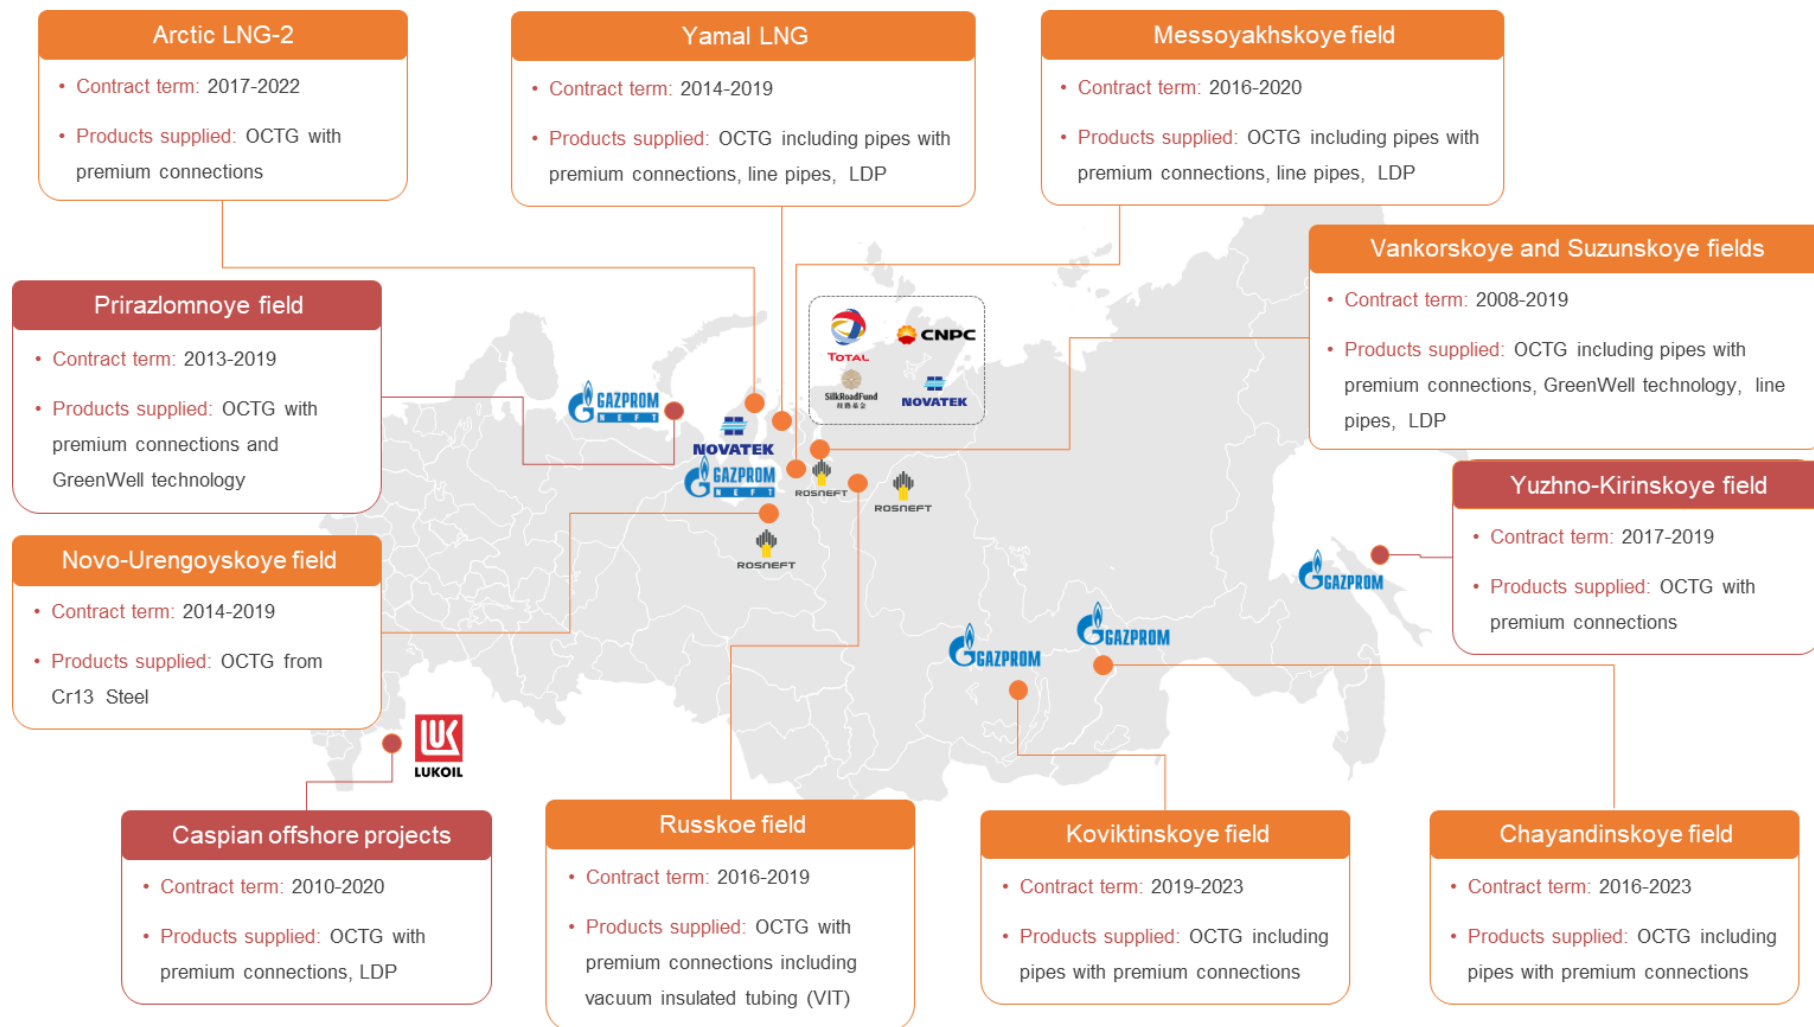 Arctic LNG-2
• Contract term: 2017-2022
• Products supplied: OCTG with
premium connections
Yamal LNG
• Contract term: 2014-2019
• Products supplied: OCTG including pipes with
premium connections, line pipes, LDP
Messoyakhskoye field
• Contract term: 2016-2020
• Products supplied: OCTG including pipes with
premium connections, line pipes, LDP
Vankorskoye and Suzunskoye fields
• Contract term: 2008-2019
• Products supplied: OCTG including pipes with
premium connections, GreenWell technology, line
pipes, LDP
Prirazlomnoye field
• Contract term: 2013-2019
• Products supplied: OCTG with
premium connections and
GreenWell technology
TOTAL
CNPC
SilkRoadFund
丝路基金
NOVATEK
GAZPROM
NEFT
NOVATEK
GAZPROM
NEFT
ROSNEFT
ROSNEFT
ROSNEFT
Yuzhno-Kirinskoye field
• Contract term: 2017-2019
• Products supplied: OCTG with
premium connections
Novo-Urengoyskoye field
• Contract term: 2014-2019
• Products supplied: OCTG from
Cr13 Steel
GAZPROM
GAZPROM
GAZPROM
LUK
LUKOIL
Caspian offshore projects
• Contract term: 2010-2020
• Products supplied: OCTG with
premium connections, LDP
Russkoe field
• Contract term: 2016-2019
• Products supplied: OCTG with
premium connections including
vacuum insulated tubing (VIT)
Koviktinskoye field
• Contract term: 2019-2023
• Products supplied: OCTG including
pipes with premium connections
Chayandinskoye field
• Contract term: 2016-2023
• Products supplied: OCTG including
pipes with premium connections